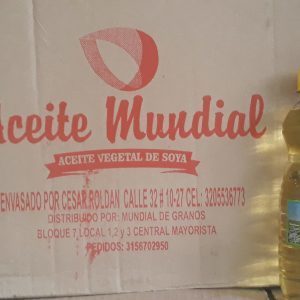 Aceite Mundial
ACEITE VEGETAL DE SOYA
ENVASADO POR CESAR ROLDAN CALLE 32 # 10-27 CEL: 3205536773
DISTRIBUIDO POR: MUNDIAL DE GRANOS
BLOQUE 7 LOCAL 1,2 y 3 CENTRAL MAYORISTA
PEDIDOS: 3156702950